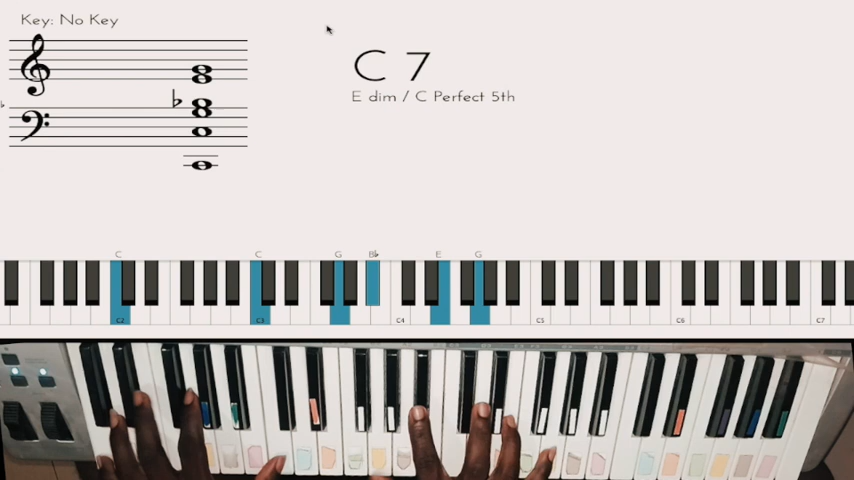 Key: No Key
C 7
E dim / C Perfect 5th
C C G B♭ E G
C2 C3 C4 C5 C6 C7